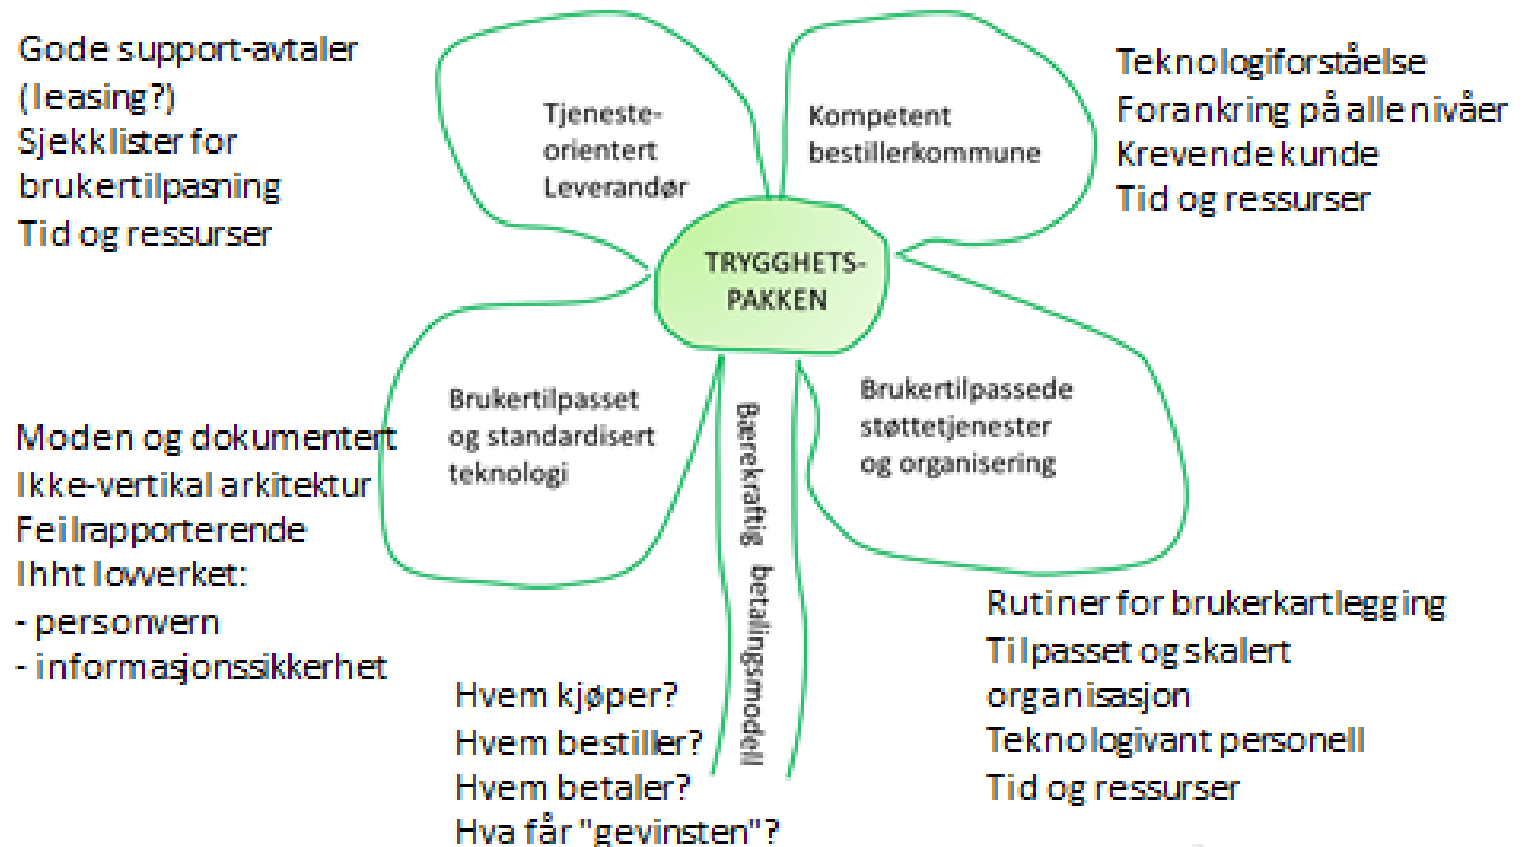 Gode support-avtaler
(leasing?)
Sjekklister for
brukertilpasning
Tid og ressurser
Tjeneste-
orientert
Leverandør
Kompetent
bestillerkommune
Teknologiforståelse
Forankring på alle nivåer
Krevende kunde
Tid og ressurser
TRYGGHETS-
PAKKEN
Moden og dokumentert
Ikke-vertikal arkitektur
Feilrapporterende
Ihht lovverket:
- personvern
- informasjonssikkerhet
Brukertilpasset
og standardisert
teknologi
Bærekraftig betalingsmodell
Brukertilpassede
støttetjenester
og organisering
Hvem kjøper?
Hvem bestiller?
Hvem betaler?
Hva får "gevinsten"?
Rutiner for brukerkartlegging
Tilpasset og skalert
organisasjon
Teknologivant personell
Tid og ressurser